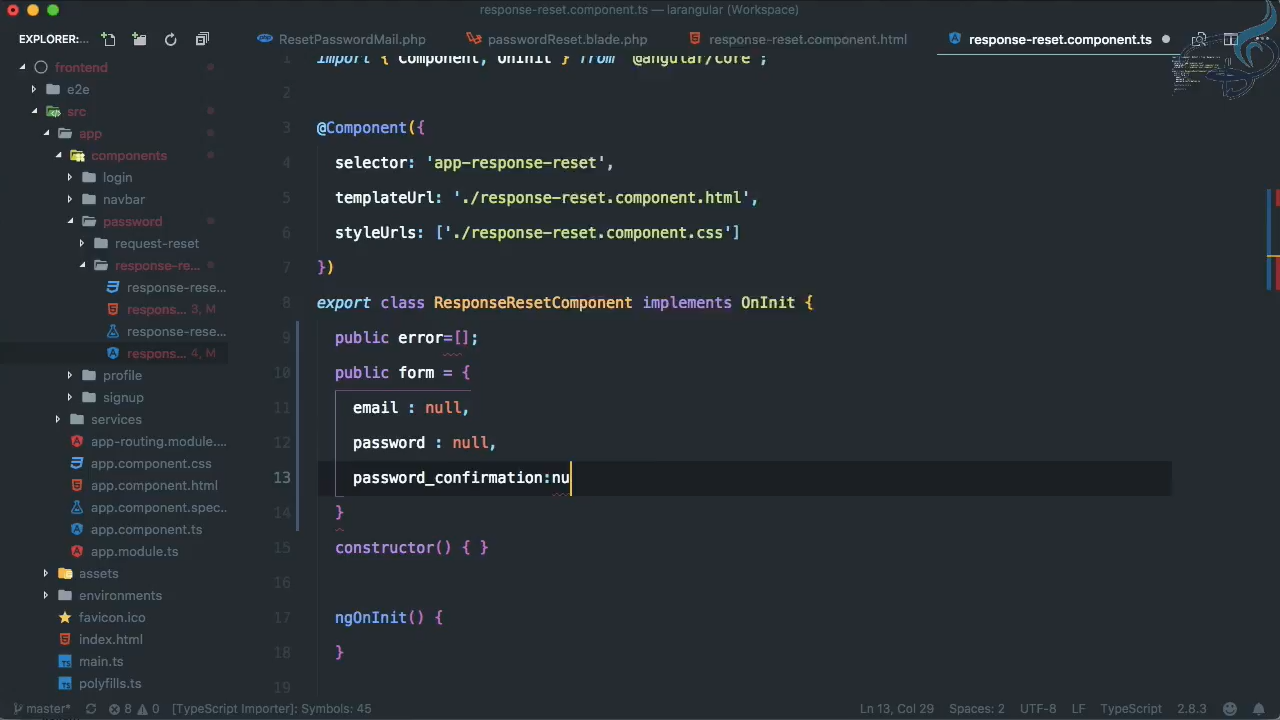 response-reset.component.ts — larangular (Workspace)
EXPLORER:...
ResetPasswordMail.php
passwordReset.blade.php
response-reset.component.html
response-reset.component.ts
frontend
e2e
src
app
components
login
navbar
password
request-reset
response-re...
response-rese...
respons... 3, M
response-rese...
respons... 4, M
profile
signup
services
app-routing.module....
app.component.css
app.component.html
app.component.spec...
app.component.ts
app.module.ts
assets
environments
favicon.ico
index.html
main.ts
polyfills.ts
1 import { Component, OnInit } from '@angular/core';
2
3 @Component({
4 selector: 'app-response-reset',
5 templateUrl: './response-reset.component.html',
6 styleUrls: ['./response-reset.component.css']
7 })
8 export class ResponseResetComponent implements OnInit {
9 public error=[];
10 public form = {
11 email : null,
12 password : null,
13 password_confirmation:nu
14 }
15 constructor() { }
16
17 ngOnInit() {
18 }
19
master* 8 0 [TypeScript Importer]: Symbols: 45 Ln 13, Col 29 Spaces: 2 UTF-8 LF TypeScript 2.8.3